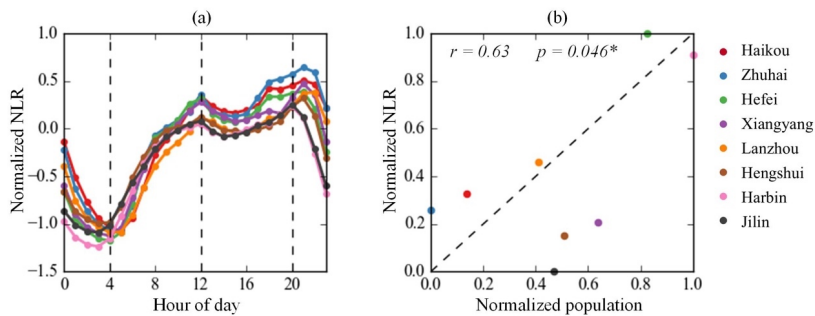 (a)
1.0
0.5
0.0
−0.5
−1.0
−1.5
Normalized NLR
0 4 8 12 16 20
Hour of day
(b)
r = 0.63 p = 0.046*
1.0
0.8
0.6
0.4
0.2
0.0
Normalized NLR
0.0 0.2 0.4 0.6 0.8 1.0
Normalized population
Haikou
Zhuhai
Hefei
Xiangyang
Lanzhou
Hengshui
Harbin
Jilin